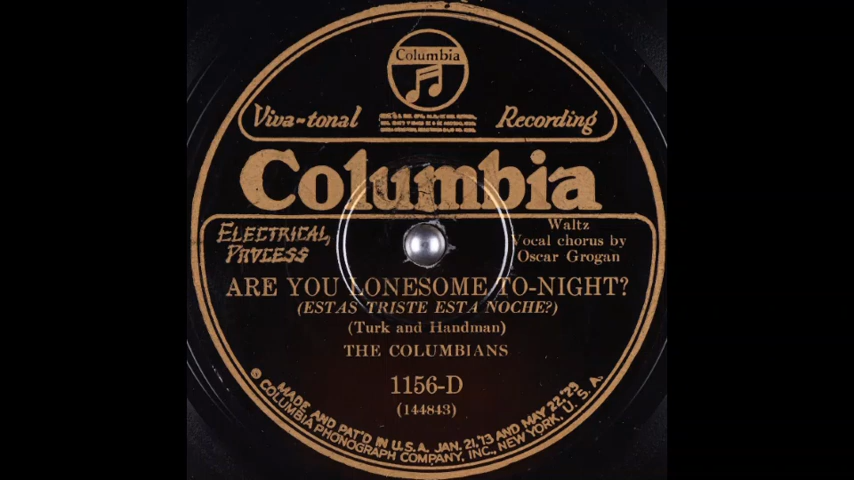 Columbia
Viva-tonal Recording
Columbia
ELECTRICAL
PROCESS
Waltz
Vocal chorus by
Oscar Grogan
ARE YOU LONESOME TO-NIGHT?
(ESTAS TRISTE ESTA NOCHE?)
(Turk and Handman)
THE COLUMBIANS
1156-D
(144843)
MADE AND PAT'D IN U.S.A. JAN. 21,'13 AND MAY 22,'23
COLUMBIA PHONOGRAPH COMPANY, INC., NEW YORK, U.S.A.